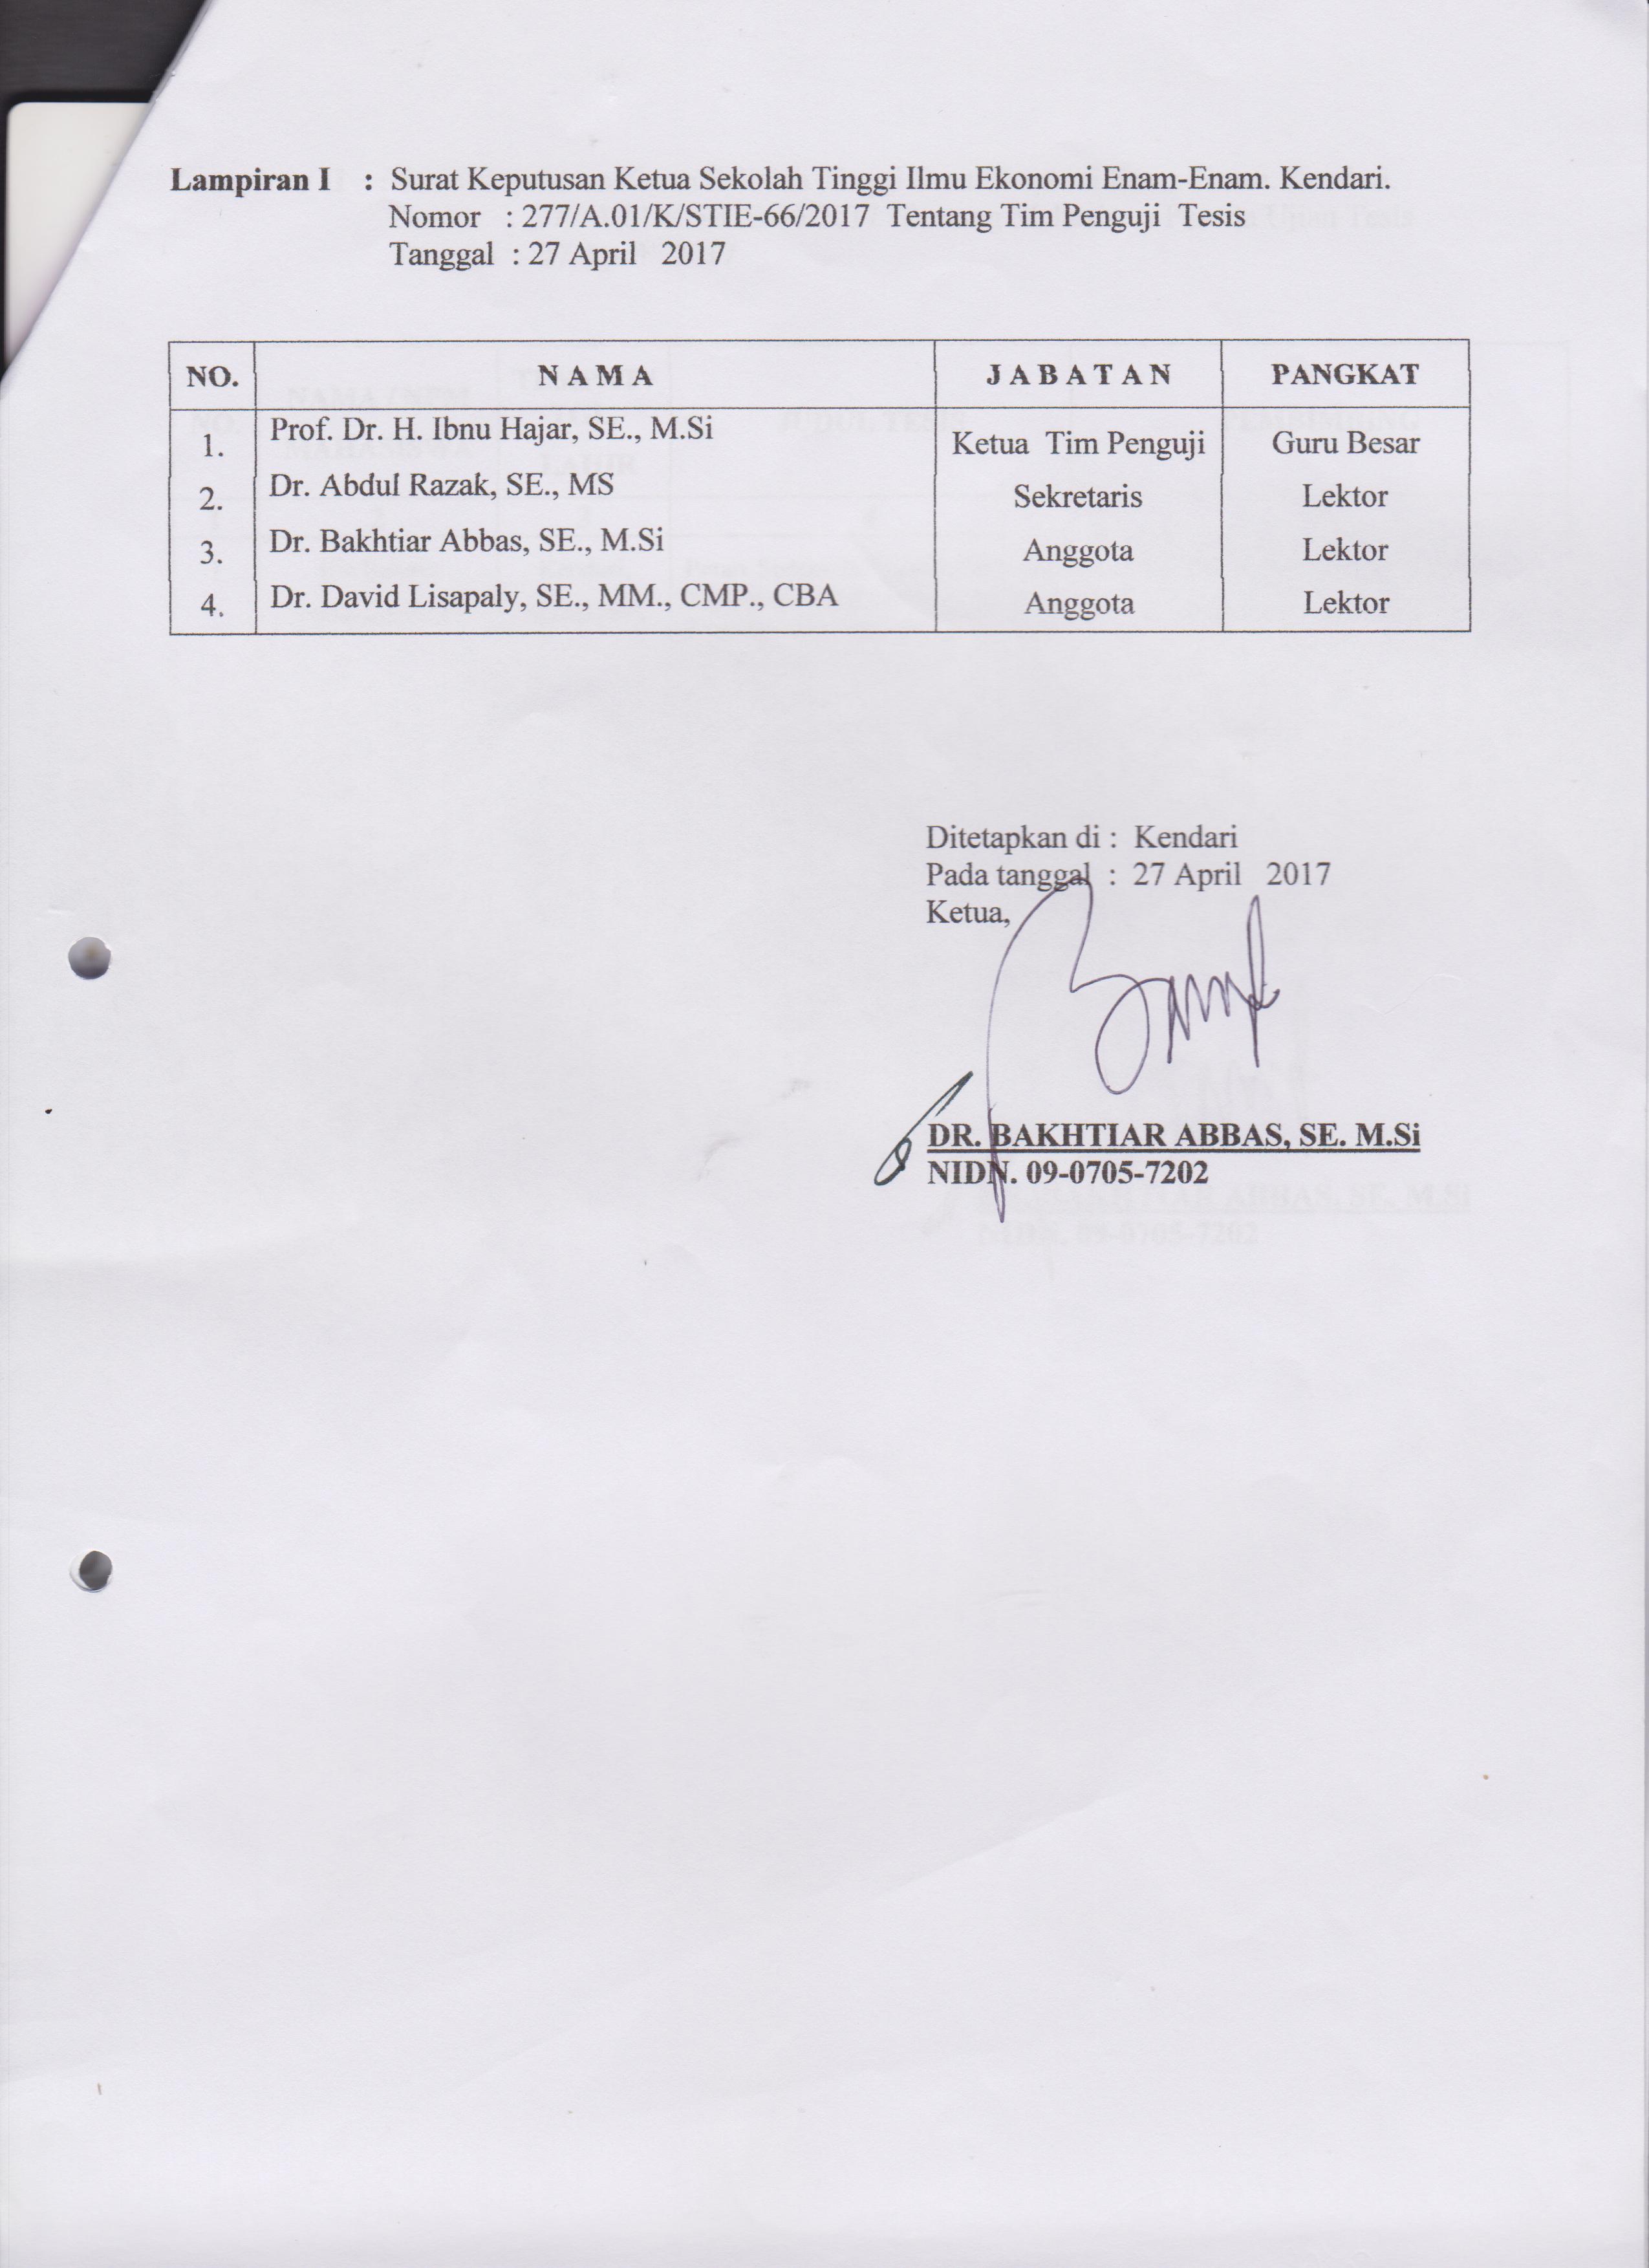 Lampiran I : Surat Keputusan Ketua Sekolah Tinggi Ilmu Ekonomi Enam-Enam. Kendari.
Nomor : 277/A.01/K/STIE-66/2017 Tentang Tim Penguji Tesis
Tanggal : 27 April 2017
NO. N A M A J A B A T A N PANGKAT
1. Prof. Dr. H. Ibnu Hajar, SE., M.Si Ketua Tim Penguji Guru Besar
2. Dr. Abdul Razak, SE., MS Sekretaris Lektor
3. Dr. Bakhtiar Abbas, SE., M.Si Anggota Lektor
4. Dr. David Lisapaly, SE., MM., CMP., CBA Anggota Lektor
Ditetapkan di : Kendari
Pada tanggal : 27 April 2017
Ketua,
DR. BAKHTIAR ABBAS, SE. M.Si
NIDN. 09-0705-7202